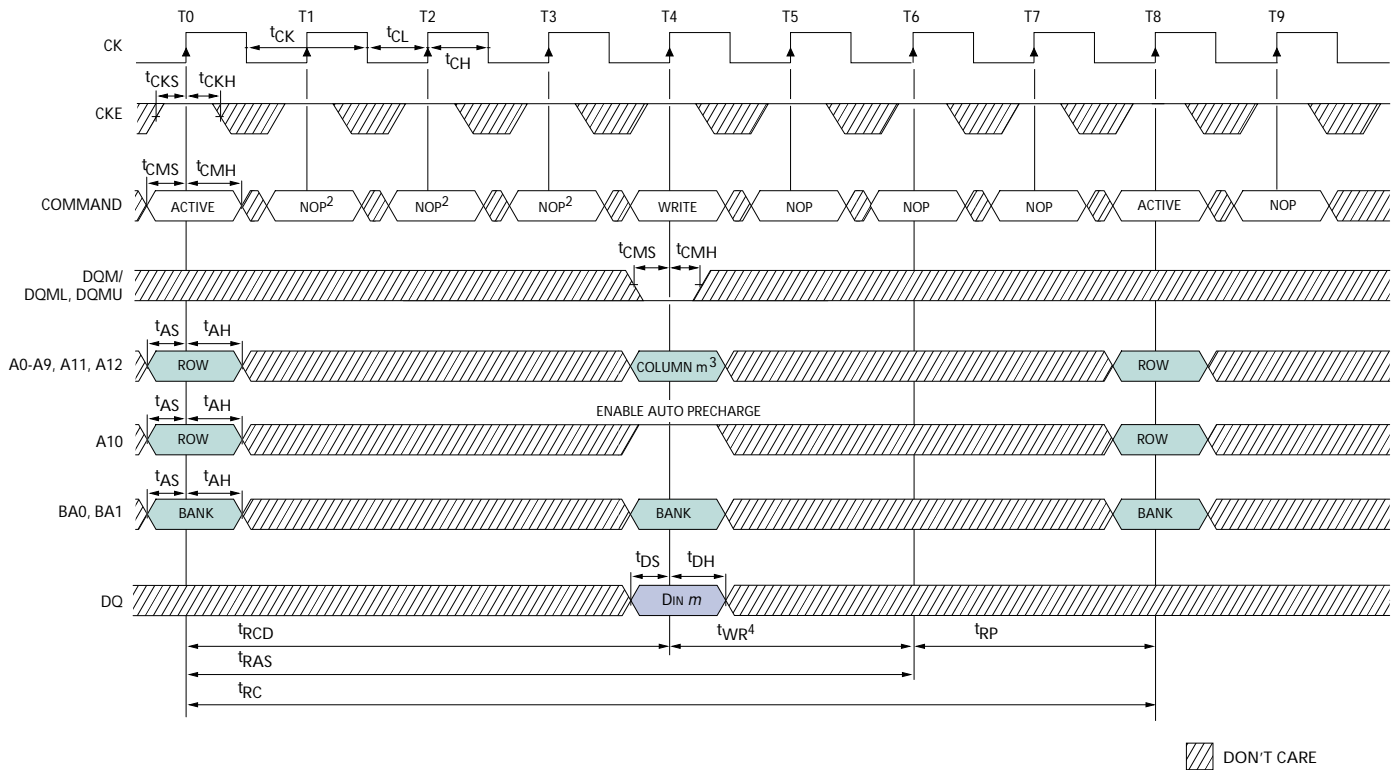 T0 T1 T2 T3 T4 T5 T6 T7 T8 T9
CK
tCK tCL tCH
tCKS tCKH
CKE
tCMS tCMH
COMMAND ACTIVE NOP2 NOP2 NOP2 WRITE NOP NOP NOP ACTIVE NOP
tCMS tCMH
DQM/
DQML, DQMU
tAS tAH
A0-A9, A11, A12 ROW COLUMN m3 ROW
tAS tAH
ENABLE AUTO PRECHARGE
A10 ROW ROW
tAS tAH
BA0, BA1 BANK BANK BANK
tDS tDH
DQ DIN m
tRCD tWR4 tRP
tRAS
tRC
DON'T CARE